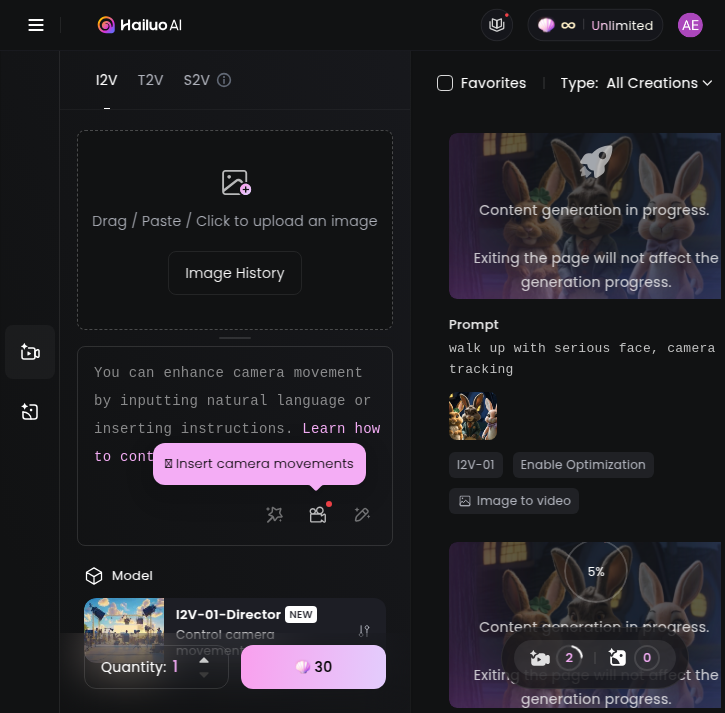 Hailuo AI
∞ Unlimited
AE
I2V T2V S2V
Favorites
Type: All Creations
Drag / Paste / Click to upload an image
Image History
You can enhance camera movement
by inputting natural language or
inserting instructions. Learn how
to cont
Insert camera movements
Model
I2V-01-Director NEW
Control camera
movement
Quantity: 1
30
Content generation in progress.
Exiting the page will not affect the
generation progress.
Prompt
walk up with serious face, camera
tracking
I2V-01 Enable Optimization
Image to video
5%
Content generation in progress.
2 0
Exiting the page will not affect the
generation progress.